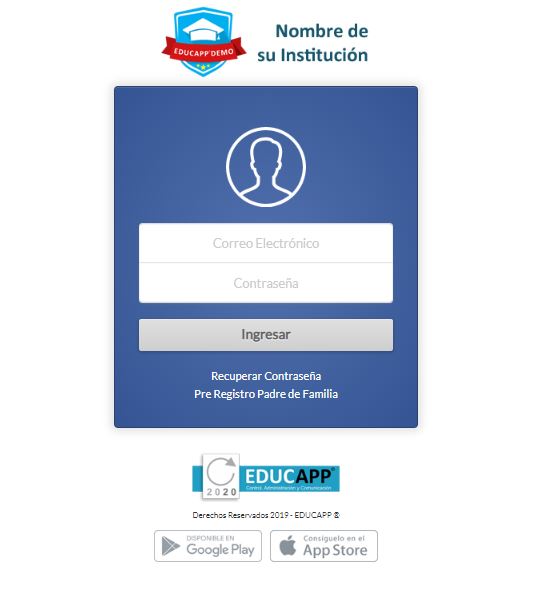 EDUCAPP®DEMO
Nombre de
su Institución
Correo Electrónico
Contraseña
Ingresar
Recuperar Contraseña
Pre Registro Padre de Familia
2020
EDUCAPP®
Control, Administración y Comunicación
Derechos Reservados 2019 - EDUCAPP ®
DISPONIBLE EN
Google Play
Consíguelo en el
App Store